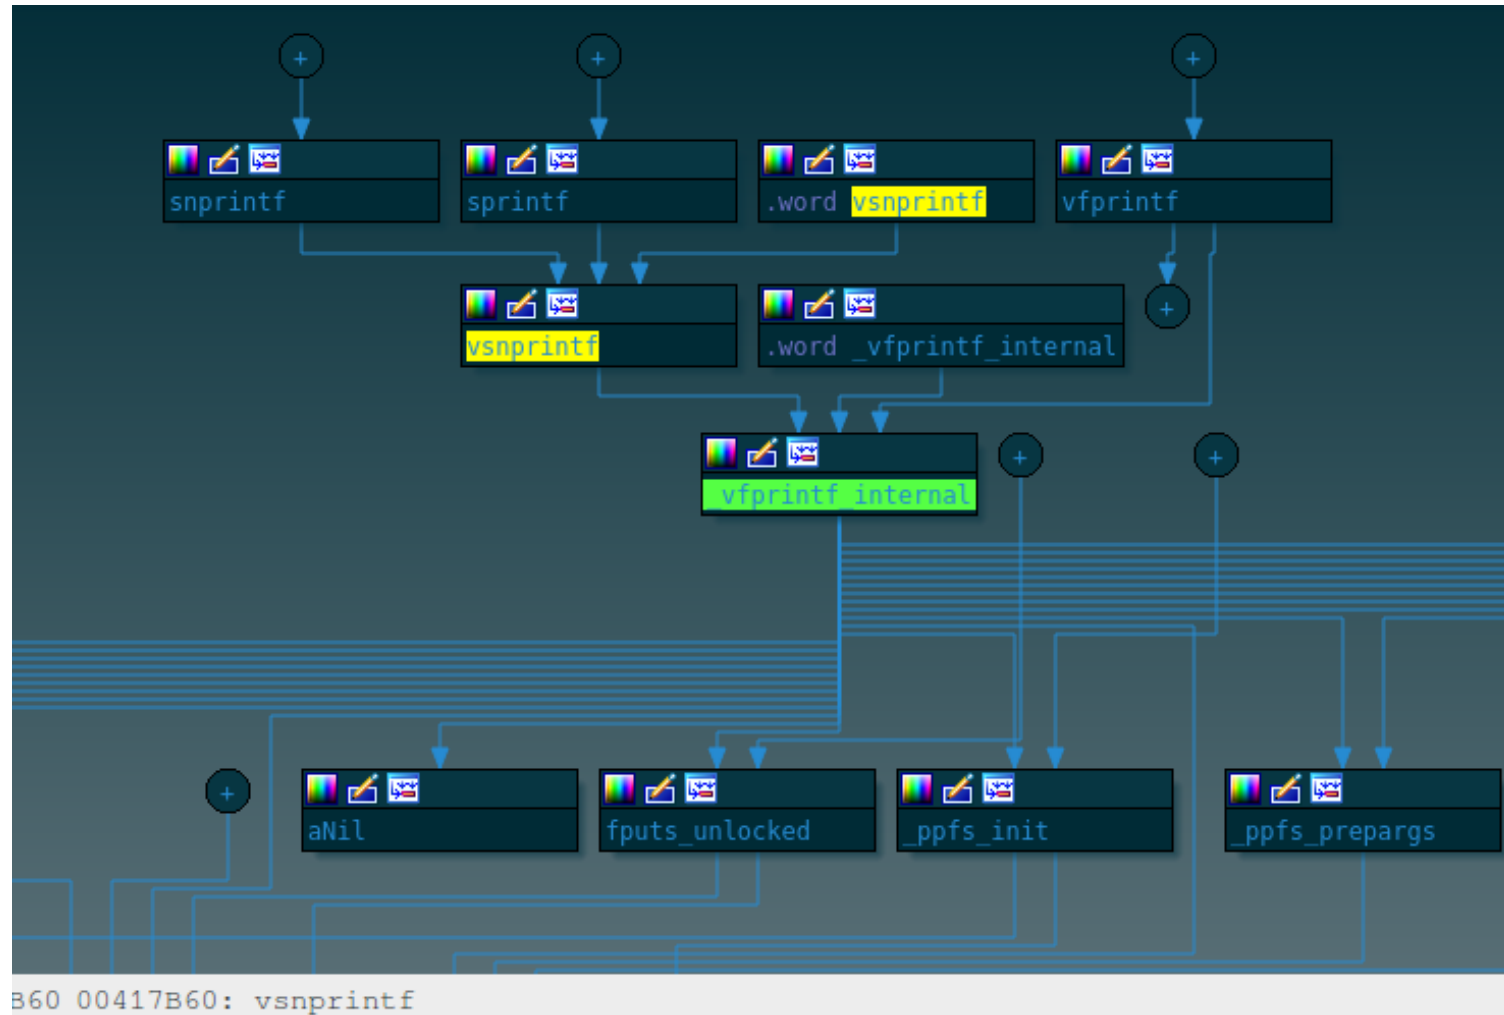 + + +
snprintf sprintf .word vsnprintf vfprintf
vsnprintf .word _vfprintf_internal +
_vfprintf_internal + +
+
aNil fputs_unlocked _ppfs_init _ppfs_prepargs
B60 00417B60: vsnprintf